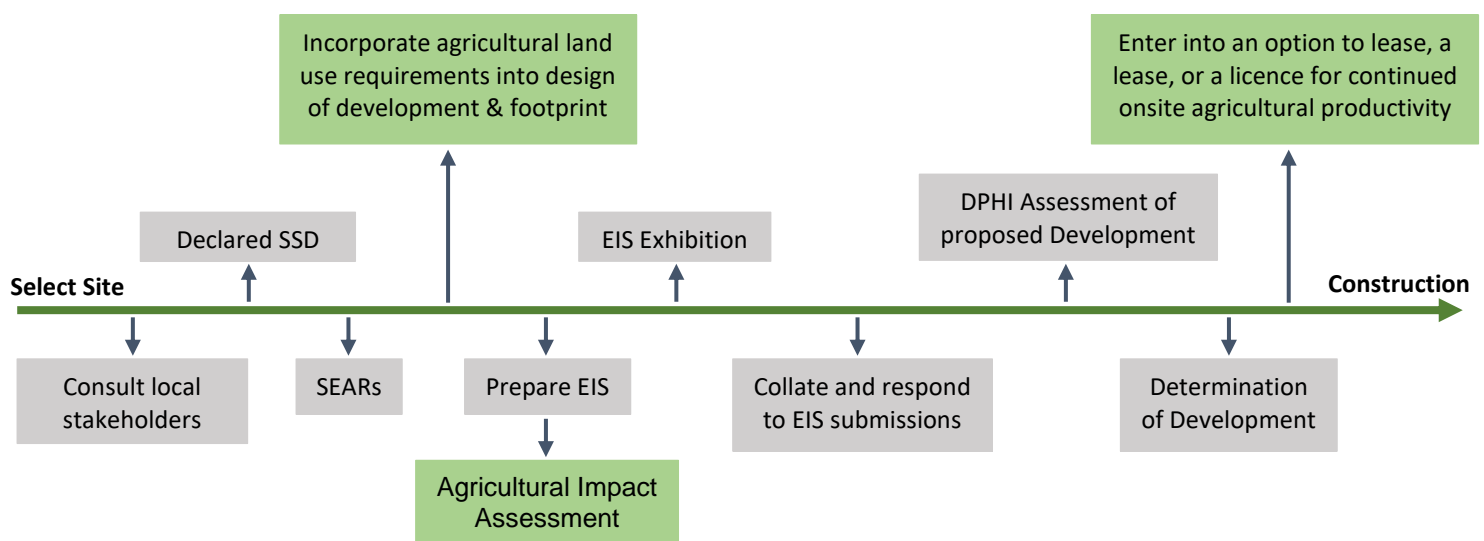 Incorporate agricultural land
use requirements into design
of development & footprint
Enter into an option to lease, a
lease, or a licence for continued
onsite agricultural productivity
Declared SSD
EIS Exhibition
DPHI Assessment of
proposed Development
Select Site
Construction
Consult local
stakeholders
SEARs
Prepare EIS
Collate and respond
to EIS submissions
Determination
of Development
Agricultural Impact
Assessment